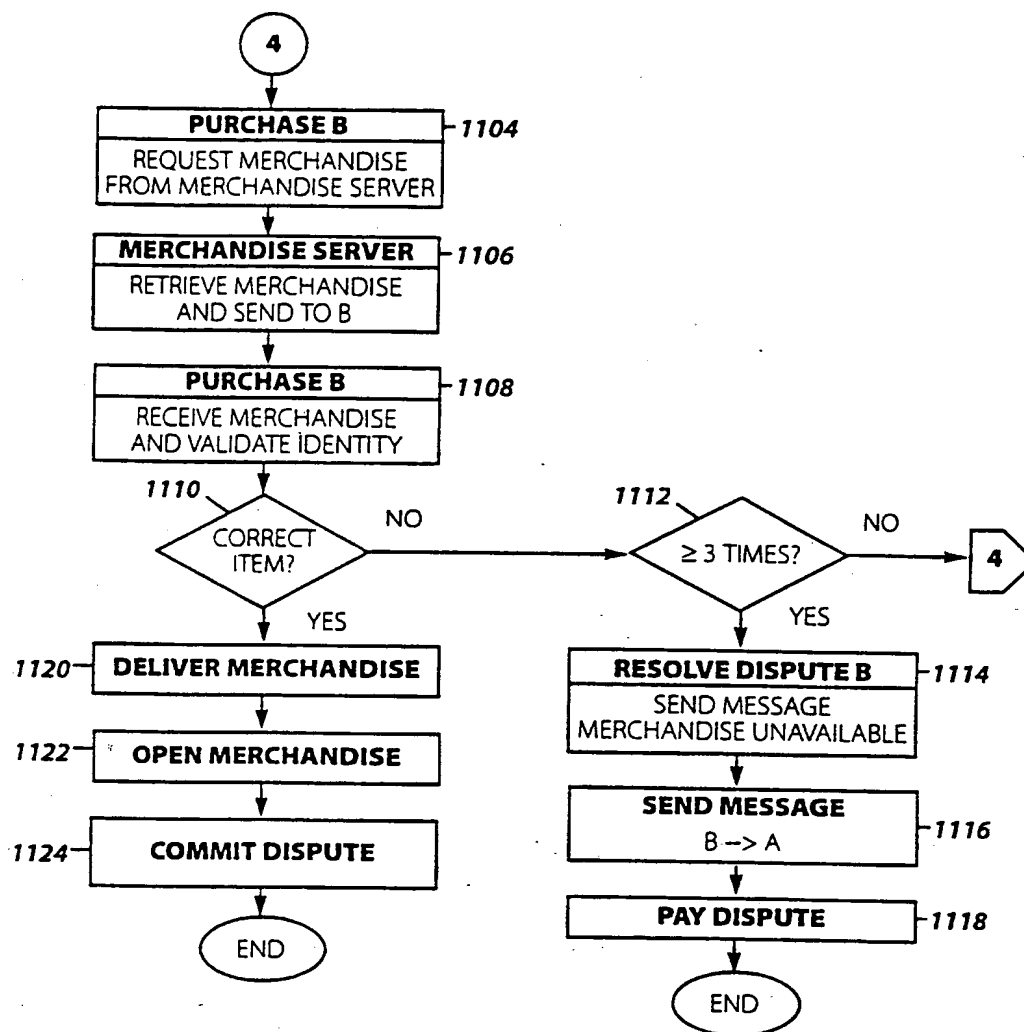 4
PURCHASE B
1104
REQUEST MERCHANDISE
FROM MERCHANDISE SERVER
MERCHANDISE SERVER
1106
RETRIEVE MERCHANDISE
AND SEND TO B
PURCHASE B
1108
RECEIVE MERCHANDISE
AND VALIDATE IDENTITY
1110
CORRECT
ITEM?
NO
1112
≥ 3 TIMES?
NO
4
YES
YES
1120
DELIVER MERCHANDISE
RESOLVE DISPUTE B
1114
SEND MESSAGE
MERCHANDISE UNAVAILABLE
1122
OPEN MERCHANDISE
SEND MESSAGE
B --> A
1116
1124
COMMIT DISPUTE
PAY DISPUTE
1118
END
END